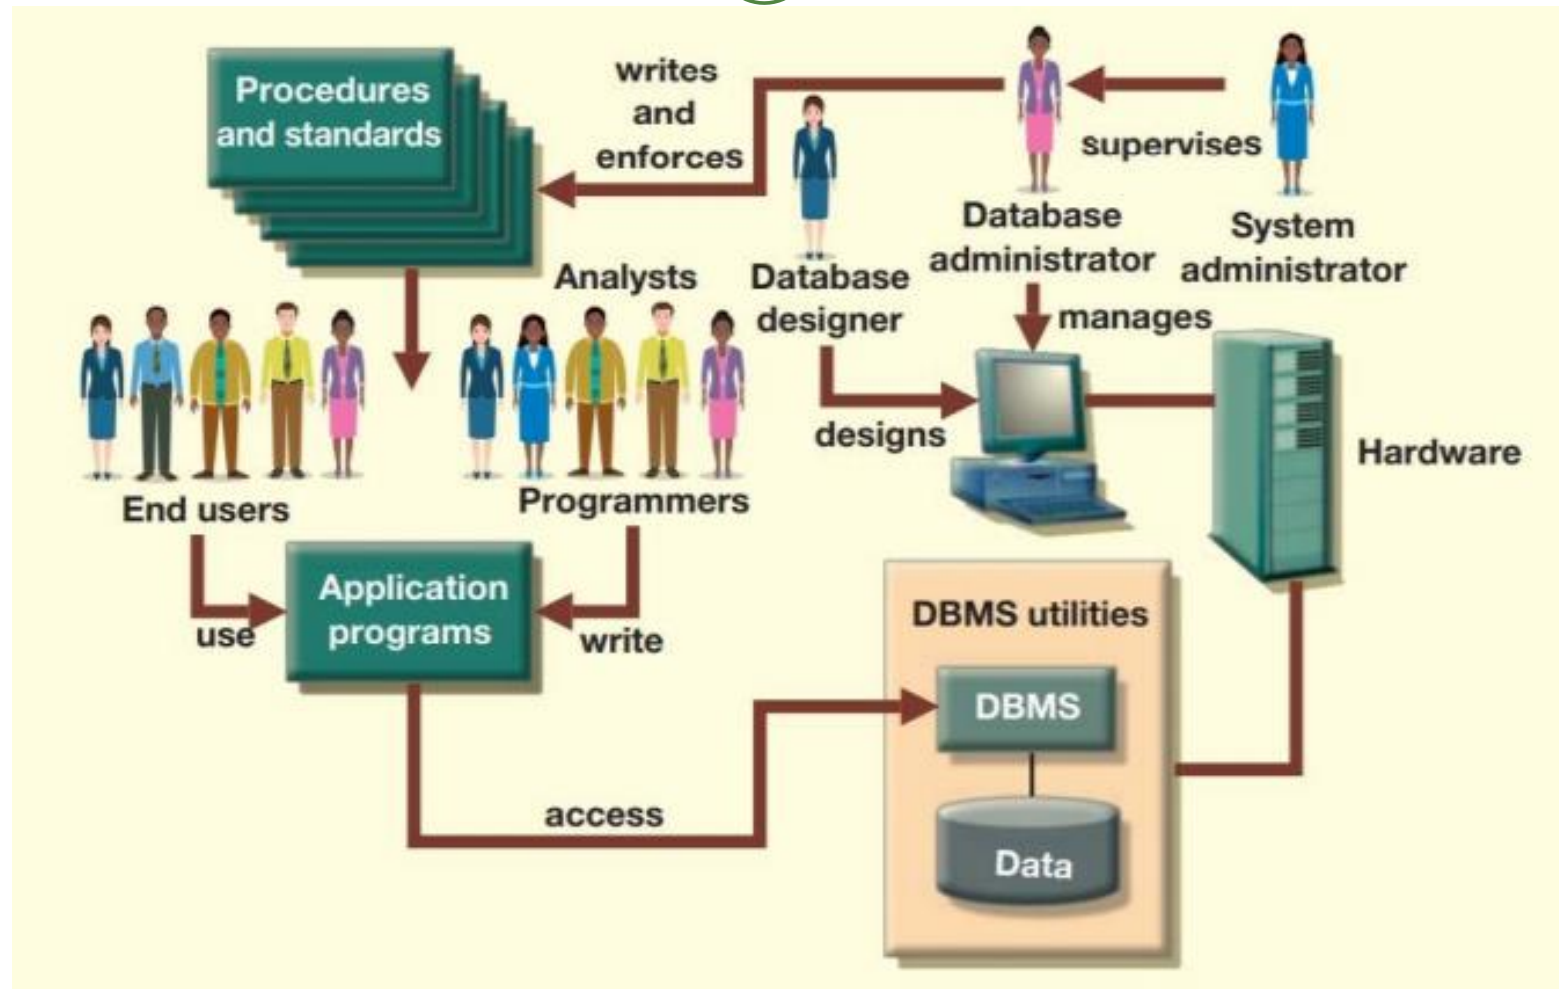 Procedures
and standards
writes
and
enforces
supervises
Database
administrator
System
administrator
Analysts
Database
designer
manages
designs
Hardware
End users
Programmers
Application
programs
use
write
DBMS utilities
DBMS
access
Data